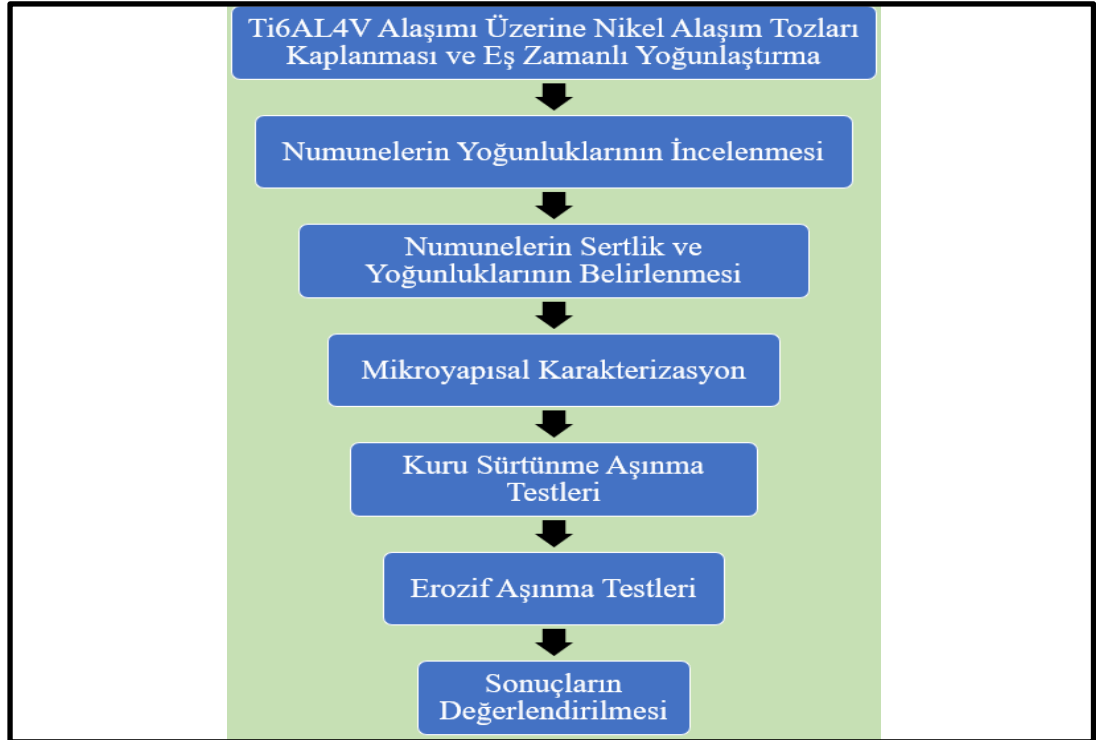 Ti6AL4V Alaşımı Üzerine Nikel Alaşım Tozları
Kaplanması ve Eş Zamanlı Yoğunlaştırma
Numunelerin Yoğunluklarının İncelenmesi
Numunelerin Sertlik ve
Yoğunluklarının Belirlenmesi
Mikroyapısal Karakterizasyon
Kuru Sürtünme Aşınma
Testleri
Erozif Aşınma Testleri
Sonuçların
Değerlendirilmesi